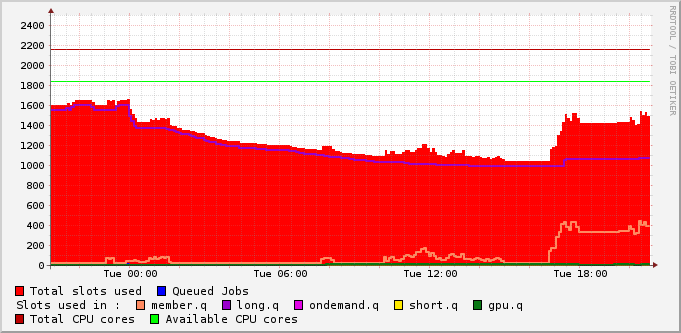 2400
2200
2000
1800
1600
1400
1200
1000
800
600
400
200
0
Tue 00:00 Tue 06:00 Tue 12:00 Tue 18:00
RRDTOOL / TOBI OETIKER
Total slots used Queued Jobs
Slots used in : member.q long.q ondemand.q short.q gpu.q
Total CPU cores Available CPU cores